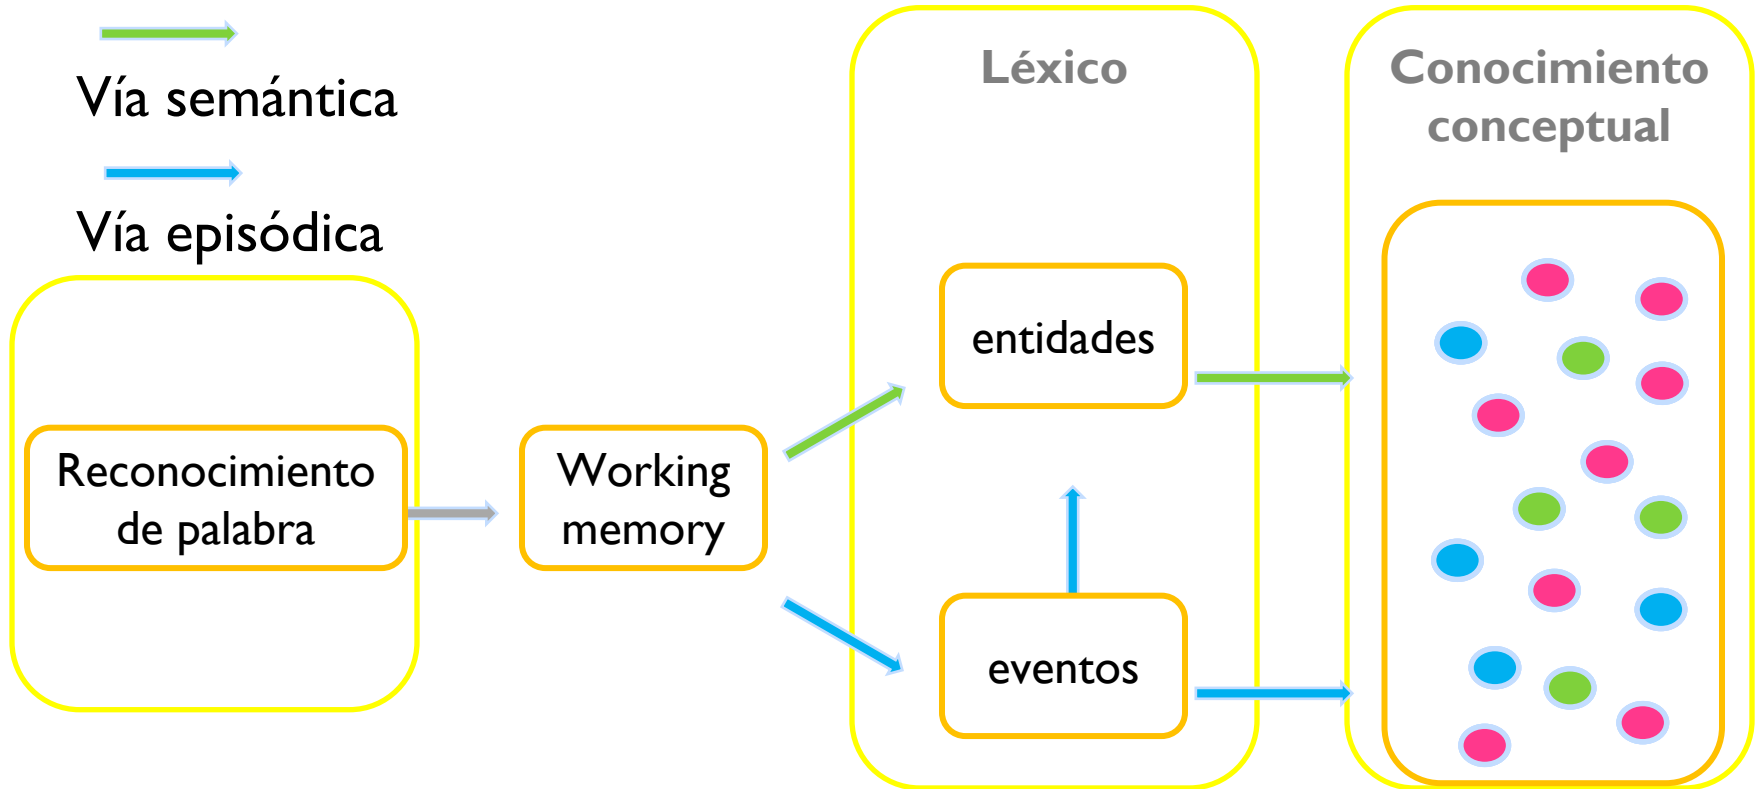 Vía semántica
Vía episódica
Reconocimiento
de palabra
Working
memory
Léxico
entidades
eventos
Conocimiento
conceptual